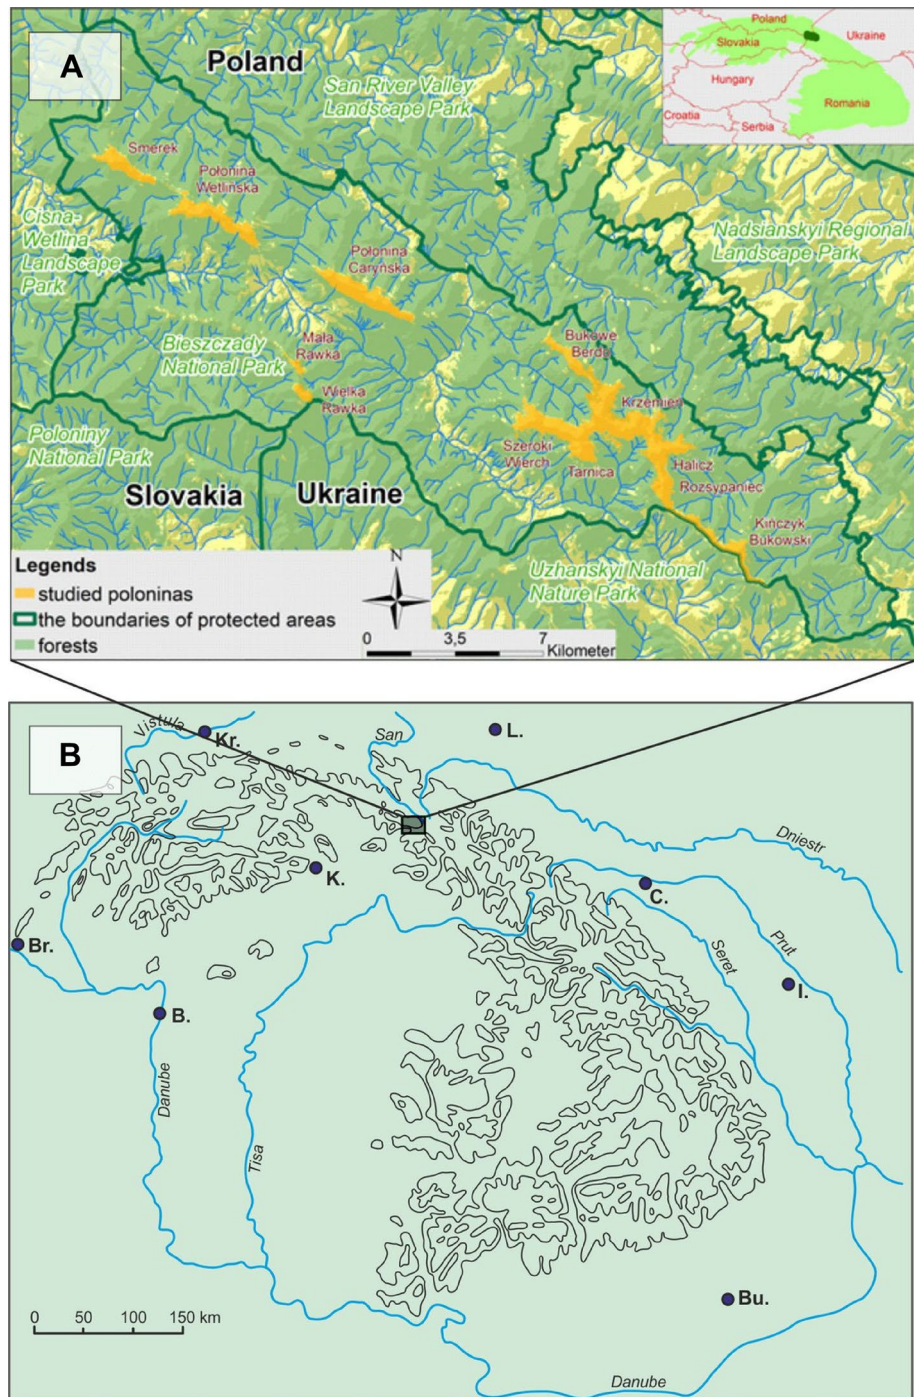 A
Poland
San River Valley
Landscape Park
Poland
Ukraine
Slovakia
Hungary
Romania
Croatia
Serbia
Smerek
Połonina
Wetlińska
Cisna-
Wetlina
Landscape
Park
Nadsianskyi Regional
Landscape Park
Połonina
Caryńska
Bieszczady
National Park
Mała
Rawka
Bukowe
Berdo
Wielka
Rawka
Krzemień
Poloniny
National Park
Szeroki
Wierch
Tarnica
Halicz
Rozsypaniec
Slovakia
Ukraine
Kińczyk
Bukowski
Uzhanskyi National
Nature Park
Legends
studied poloninas
the boundaries of protected areas
forests
N
0 3,5 7
Kilometer
B
Vistula
Kr.
San
L.
Dniestr
K.
C.
Br.
Prut
Seret
I.
B.
Danube
Tisa
Bu.
0 50 100 150 km
Danube